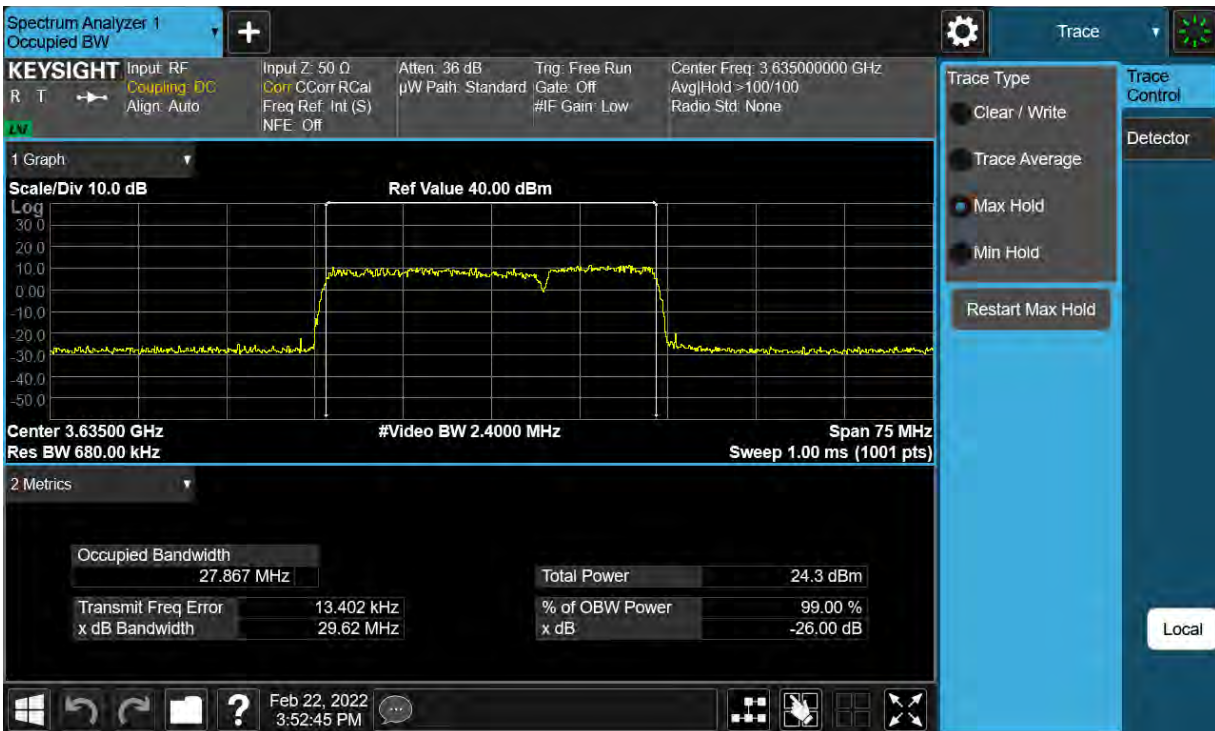 Spectrum Analyzer 1
Occupied BW
Trace
KEYSIGHT
R T
LXI
Input: RF
Coupling: DC
Align: Auto
Input Z: 50 Ω
Corr CCorr RCal
Freq Ref: Int (S)
NFE: Off
Atten: 36 dB
µW Path: Standard
Trig: Free Run
Gate: Off
#IF Gain: Low
Center Freq: 3.635000000 GHz
Avg|Hold >100/100
Radio Std: None
1 Graph
Scale/Div 10.0 dB
Ref Value 40.00 dBm
Log
30.0
20.0
10.0
0.00
-10.0
-20.0
-30.0
-40.0
-50.0
Center 3.63500 GHz
#Video BW 2.4000 MHz
Span 75 MHz
Res BW 680.00 kHz
Sweep 1.00 ms (1001 pts)
2 Metrics
Occupied Bandwidth
27.867 MHz
Total Power 24.3 dBm
Transmit Freq Error 13.402 kHz
% of OBW Power 99.00 %
x dB Bandwidth 29.62 MHz
x dB -26.00 dB
Trace Type
Clear / Write
Trace Average
Max Hold
Min Hold
Restart Max Hold
Trace
Control
Detector
Local
?
Feb 22, 2022
3:52:45 PM